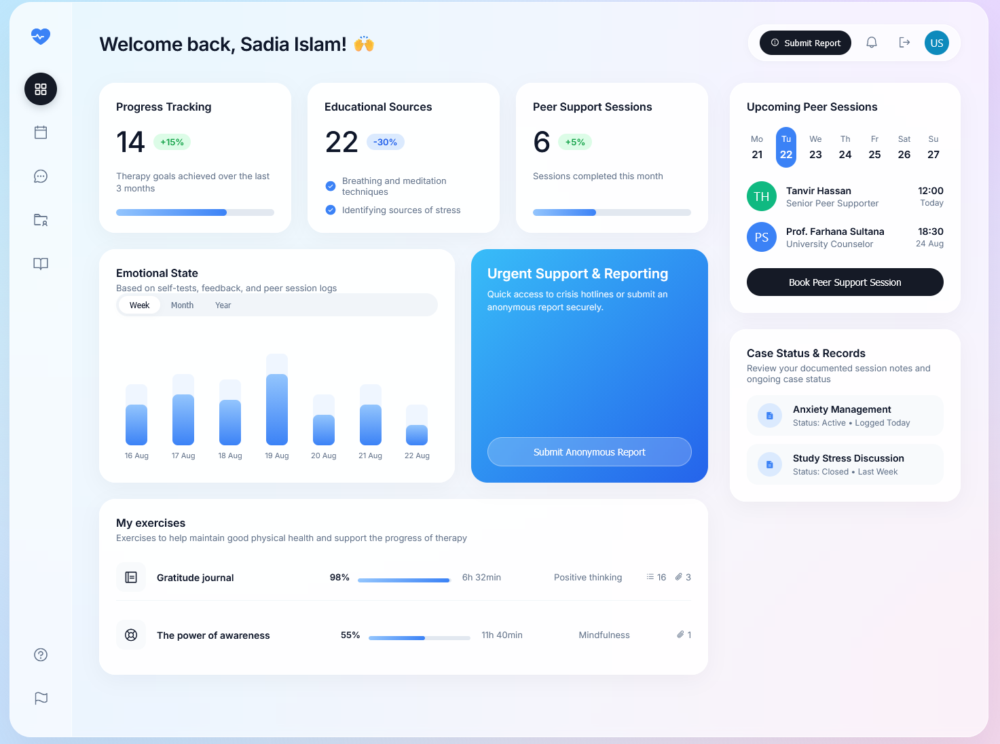 Welcome back, Sadia Islam! 🙌
Submit Report
US
Progress Tracking
14 +15%
Therapy goals achieved over the last
3 months
Educational Sources
22 -30%
Breathing and meditation
techniques
Identifying sources of stress
Peer Support Sessions
6 +5%
Sessions completed this month
Upcoming Peer Sessions
Mo Tu We Th Fr Sat Su
21 22 23 24 25 26 27
TH
Tanvir Hassan 12:00
Senior Peer Supporter Today
PS
Prof. Farhana Sultana 18:30
University Counselor 24 Aug
Book Peer Support Session
Emotional State
Based on self-tests, feedback, and peer session logs
Week Month Year
16 Aug 17 Aug 18 Aug 19 Aug 20 Aug 21 Aug 22 Aug
Urgent Support & Reporting
Quick access to crisis hotlines or submit an
anonymous report securely.
Submit Anonymous Report
Case Status & Records
Review your documented session notes and
ongoing case status
Anxiety Management
Status: Active • Logged Today
Study Stress Discussion
Status: Closed • Last Week
My exercises
Exercises to help maintain good physical health and support the progress of therapy
Gratitude journal 98% 6h 32min Positive thinking 16 3
The power of awareness 55% 11h 40min Mindfulness 1